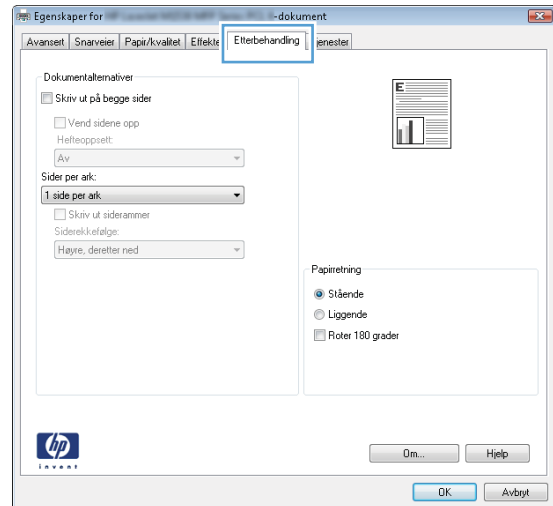 Egenskaper for -dokument
Avansert Snarveier Papir/kvalitet Effekte Etterbehandling jenester
Dokumentalternativer
Skriv ut på begge sider
Vend sidene opp
Hefteoppsett:
Av
Sider per ark:
1 side per ark
Skriv ut siderammer
Siderekkefølge:
Høyre, deretter ned
E
Papirretning
Stående
Liggende
Roter 180 grader
hp
invent
Om... Hjelp
OK Avbryt